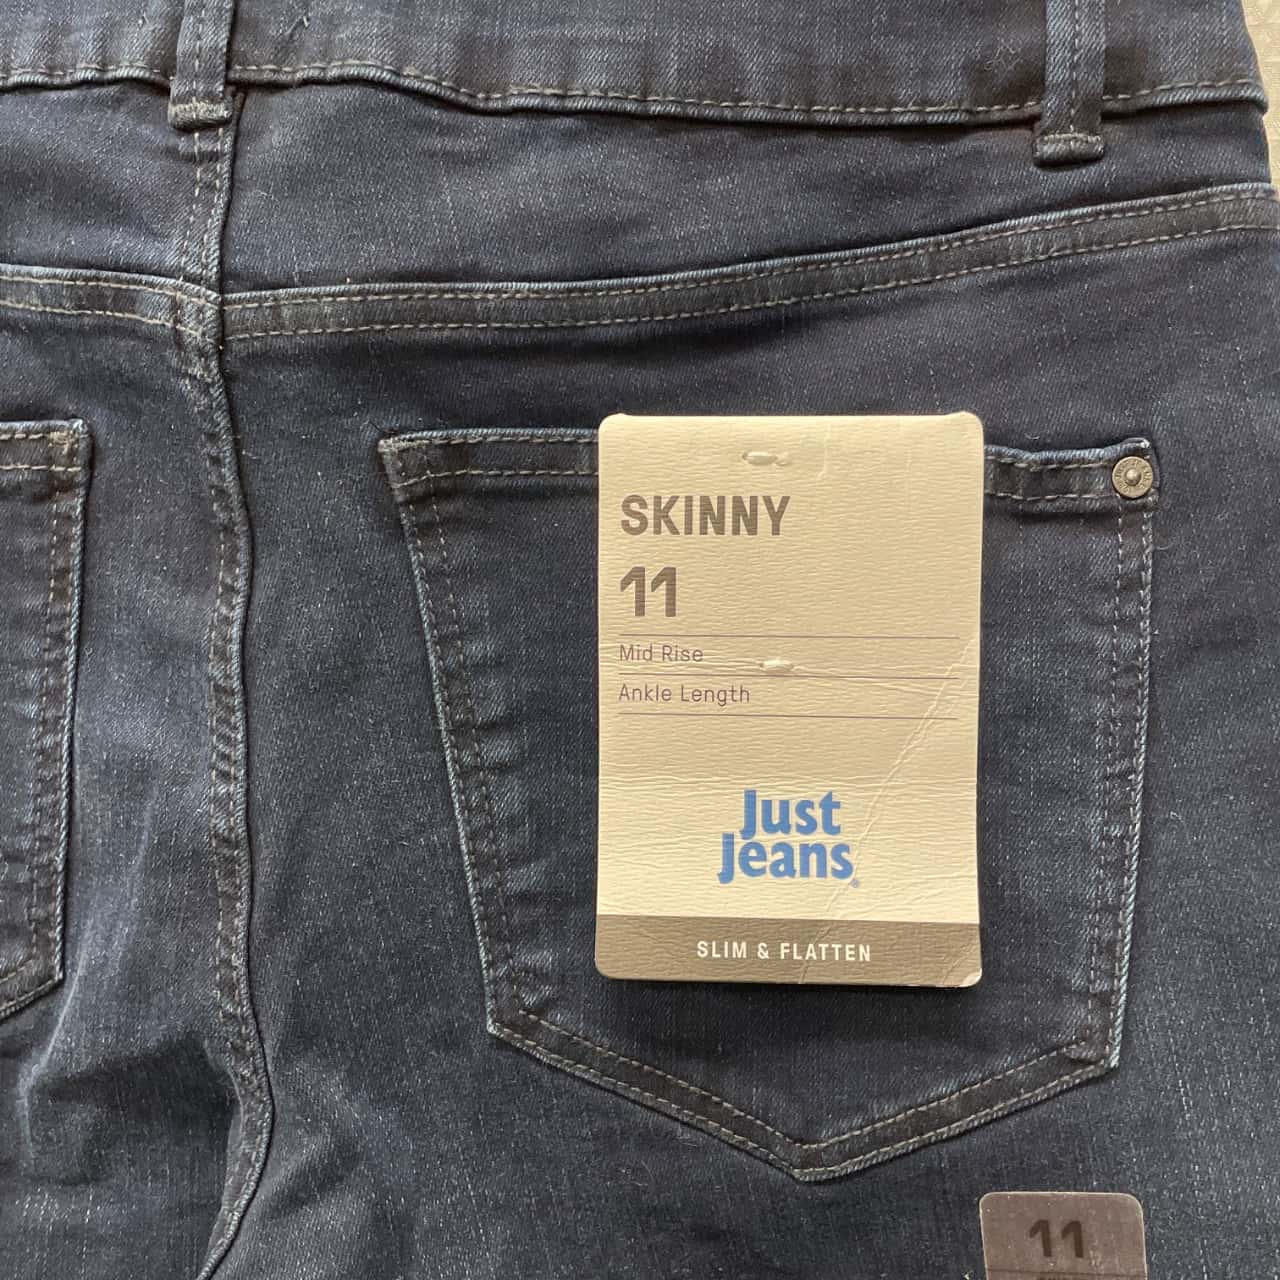 SKINNY
11
Mid Rise
Ankle Length
Just
Jeans®
SLIM & FLATTEN
11